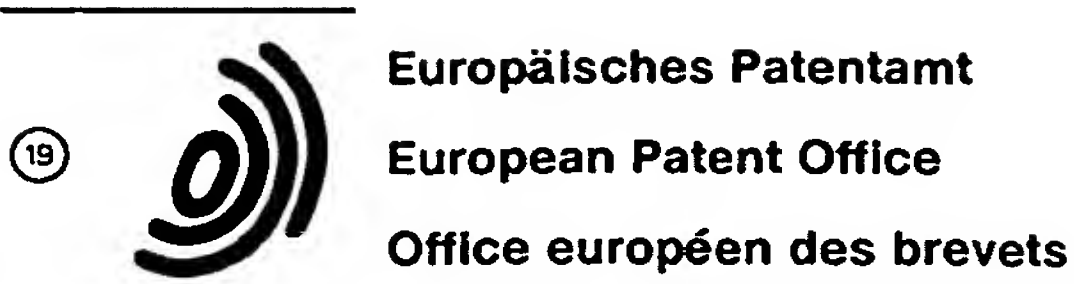 Europäisches Patentamt
⑲ European Patent Office
Office européen des brevets